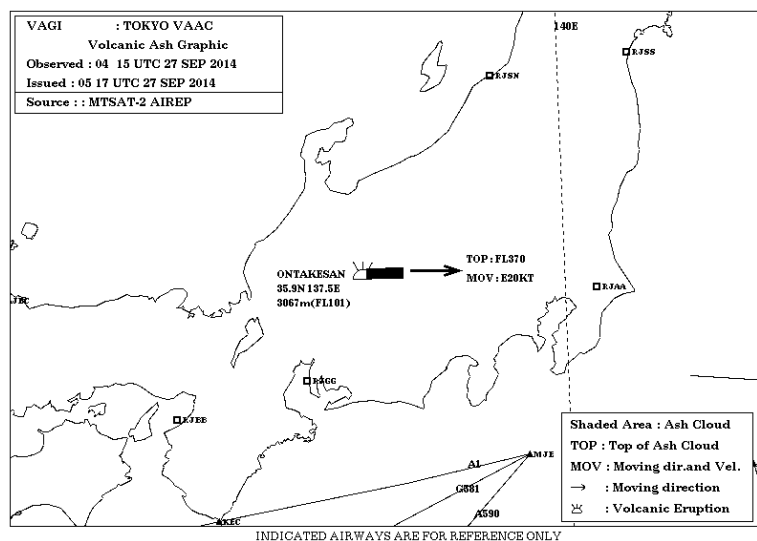 VAGI : TOKYO VAAC
Volcanic Ash Graphic
Observed : 04 15 UTC 27 SEP 2014
Issued : 05 17 UTC 27 SEP 2014
Source : : MTSAT-2 AIREP
140E
RJSS
RJSN
ONTAKESAN
35.9N 137.5E
3067m(FL101)
TOP : FL370
MOV : E20KT
RJAA
RJBB
MJE
A1
G581
A590
KEC
Shaded Area : Ash Cloud
TOP : Top of Ash Cloud
MOV : Moving dir.and Vel.
→ : Moving direction
: Volcanic Eruption
INDICATED AIRWAYS ARE FOR REFERENCE ONLY